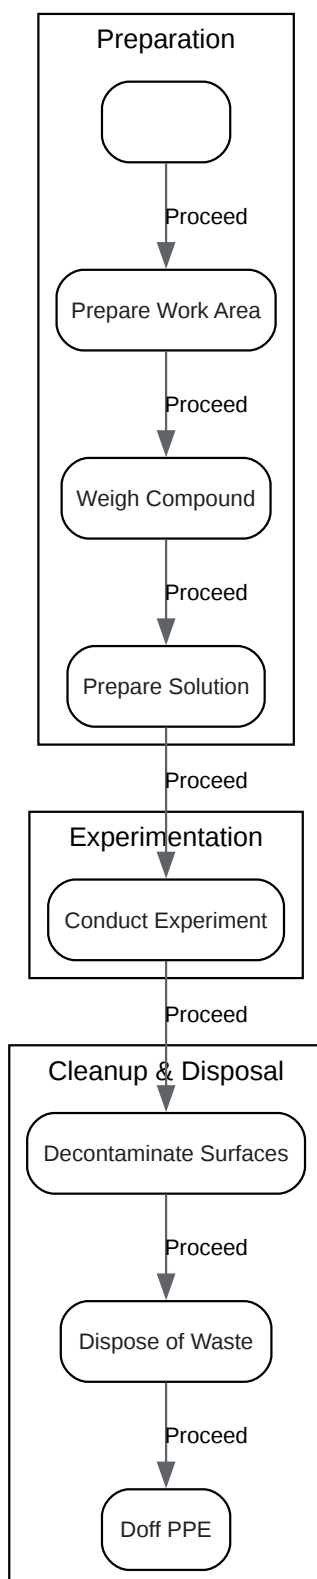 Preparation
Proceed
Prepare Work Area
Proceed
Weigh Compound
Proceed
Prepare Solution
Proceed
Experimentation
Conduct Experiment
Proceed
Cleanup & Disposal
Decontaminate Surfaces
Proceed
Dispose of Waste
Proceed
Doff PPE